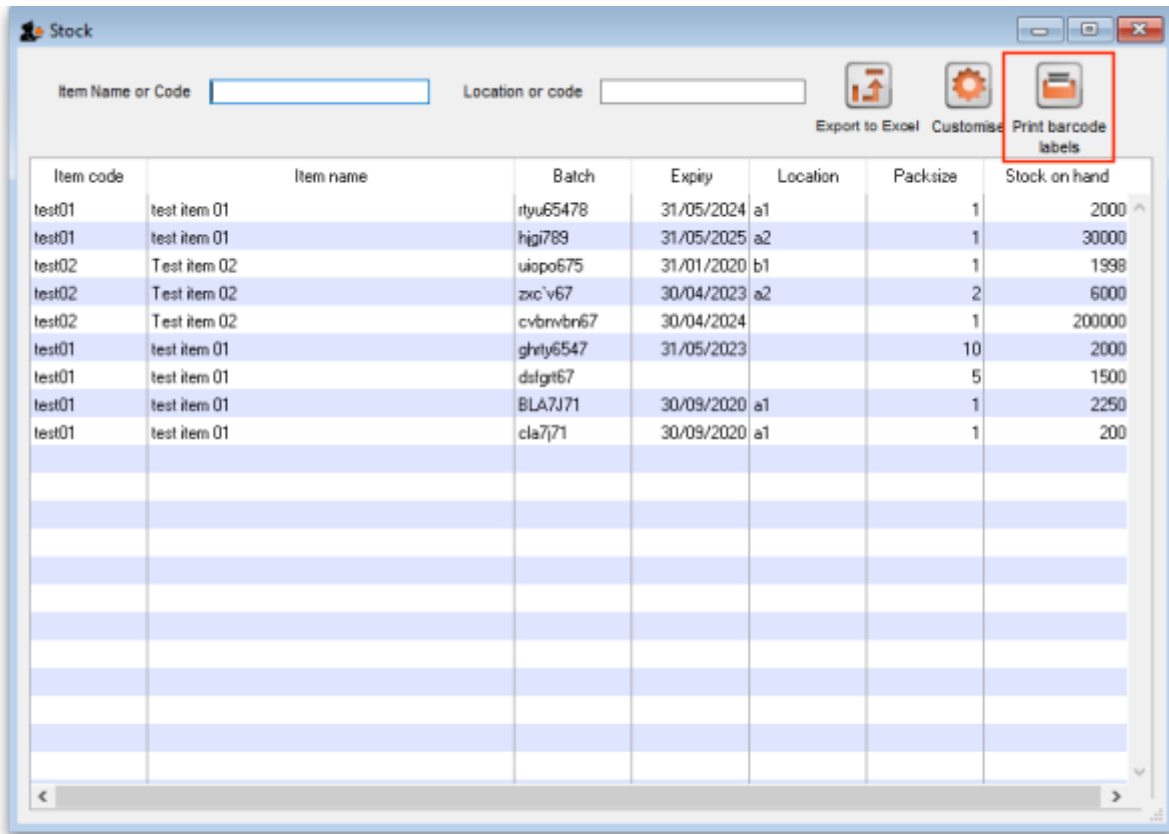 Stock
Item Name or Code Location or code
Export to Excel Customise Print barcode
labels
Item code Item name Batch Expiry Location Packsize Stock on hand
test01 test item 01 rtyu65478 31/05/2024 a1 1 2000
test01 test item 01 hjgi789 31/05/2025 a2 1 30000
test02 Test item 02 uiopo675 31/01/2020 b1 1 1998
test02 Test item 02 zxc`v67 30/04/2023 a2 2 6000
test02 Test item 02 cvbnvbn67 30/04/2024 1 200000
test01 test item 01 ghrty6547 31/05/2023 10 2000
test01 test item 01 dsfgrt67 5 1500
test01 test item 01 BLA7J71 30/09/2020 a1 1 2250
test01 test item 01 cla7j71 30/09/2020 a1 1 200